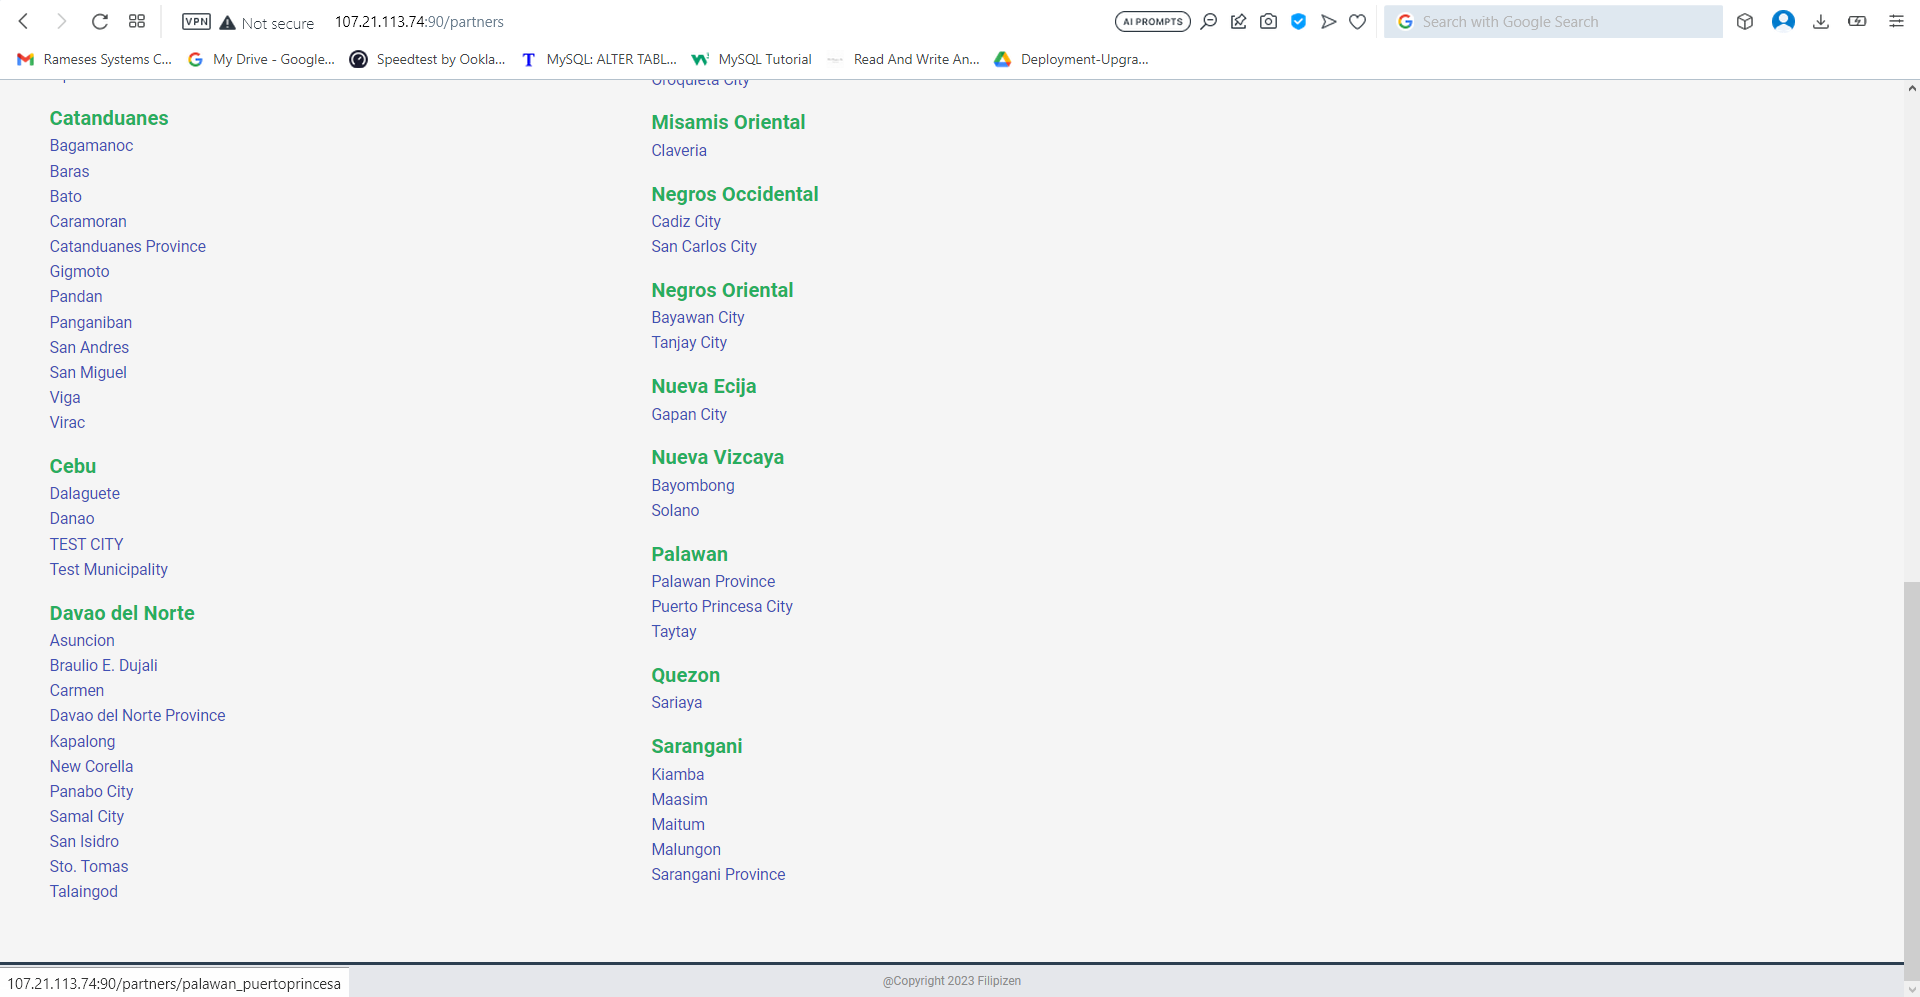 VPN Not secure 107.21.113.74:90/partners AI PROMPTS Search with Google Search
Rameses Systems C... My Drive - Google... Speedtest by Ookla... MySQL: ALTER TABL... MySQL Tutorial Read And Write An... Deployment-Upgra...
Catanduanes
Bagamanoc
Baras
Bato
Caramoran
Catanduanes Province
Gigmoto
Pandan
Panganiban
San Andres
San Miguel
Viga
Virac
Cebu
Dalaguete
Danao
TEST CITY
Test Municipality
Davao del Norte
Asuncion
Braulio E. Dujali
Carmen
Davao del Norte Province
Kapalong
New Corella
Panabo City
Samal City
San Isidro
Sto. Tomas
Talaingod
Oroquieta City
Misamis Oriental
Claveria
Negros Occidental
Cadiz City
San Carlos City
Negros Oriental
Bayawan City
Tanjay City
Nueva Ecija
Gapan City
Nueva Vizcaya
Bayombong
Solano
Palawan
Palawan Province
Puerto Princesa City
Taytay
Quezon
Sariaya
Sarangani
Kiamba
Maasim
Maitum
Malungon
Sarangani Province
107.21.113.74:90/partners/palawan_puertoprincesa
@Copyright 2023 Filipizen